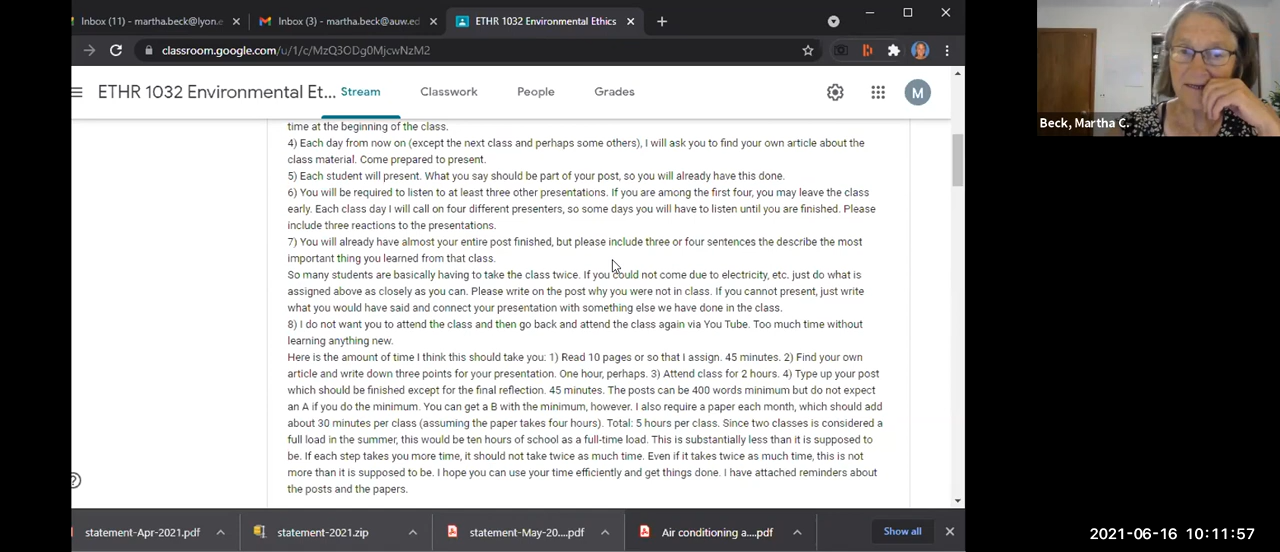 Inbox (11) - martha.beck@lyon.e
Inbox (3) - martha.beck@auw.ed
ETHR 1032 Environmental Ethics
classroom.google.com/u/1/c/MzQ3ODg0MjcwNzM2
ETHR 1032 Environmental Et...
Stream
Classwork
People
Grades
M
time at the beginning of the class.
4) Each day from now on (except the next class and perhaps some others), I will ask you to find your own article about the
class material. Come prepared to present.
5) Each student will present. What you say should be part of your post, so you will already have this done.
6) You will be required to listen to at least three other presentations. If you are among the first four, you may leave the class
early. Each class day I will call on four different presenters, so some days you will have to listen until you are finished. Please
include three reactions to the presentations.
7) You will already have almost your entire post finished, but please include three or four sentences the describe the most
important thing you learned from that class.
So many students are basically having to take the class twice. If you could not come due to electricity, etc. just do what is
assigned above as closely as you can. Please write on the post why you were not in class. If you cannot present, just write
what you would have said and connect your presentation with something else we have done in the class.
8) I do not want you to attend the class and then go back and attend the class again via You Tube. Too much time without
learning anything new.
Here is the amount of time I think this should take you: 1) Read 10 pages or so that I assign. 45 minutes. 2) Find your own
article and write down three points for your presentation. One hour, perhaps. 3) Attend class for 2 hours. 4) Type up your post
which should be finished except for the final reflection. 45 minutes. The posts can be 400 words minimum but do not expect
an A if you do the minimum. You can get a B with the minimum, however. I also require a paper each month, which should add
about 30 minutes per class (assuming the paper takes four hours). Total: 5 hours per class. Since two classes is considered a
full load in the summer, this would be ten hours of school as a full-time load. This is substantially less than it is supposed to
be. If each step takes you more time, it should not take twice as much time. Even if it takes twice as much time, this is not
more than it is supposed to be. I hope you can use your time efficiently and get things done. I have attached reminders about
the posts and the papers.
statement-Apr-2021.pdf
statement-2021.zip
statement-May-20....pdf
Air conditioning a....pdf
Show all
Beck, Martha C.
2021-06-16 10:11:57